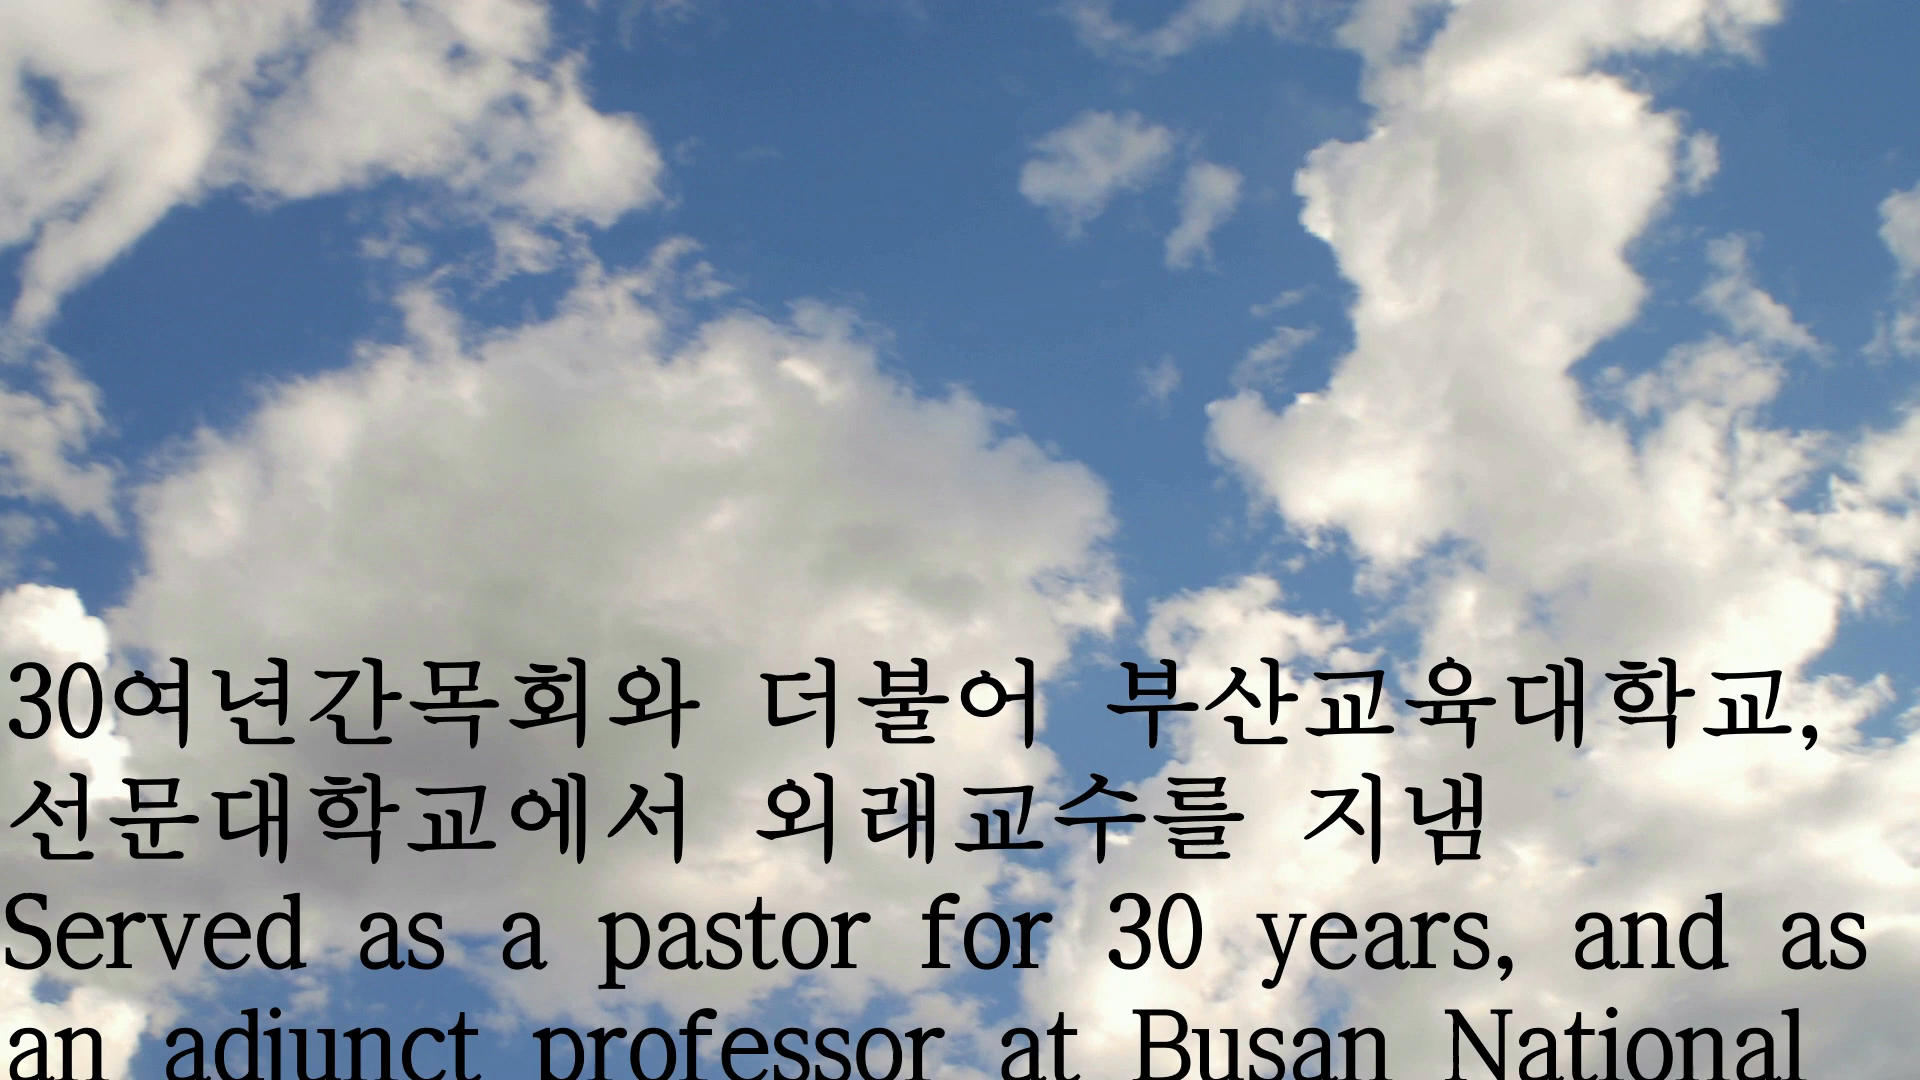 30여년간목회와 더불어 부산교육대학교,
선문대학교에서 외래교수를 지냄
Served as a pastor for 30 years, and as
an adjunct professor at Busan National